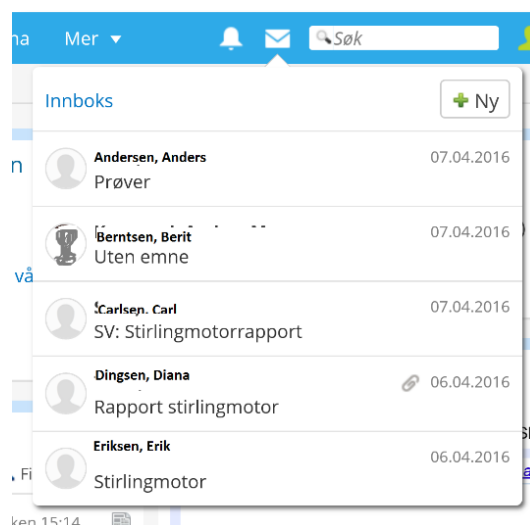 na Mer ▼ Søk
Innboks
Ny
Andersen, Anders 07.04.2016
Prøver
Berntsen, Berit 07.04.2016
Uten emne
Carlsen, Carl 07.04.2016
SV: Stirlingmotorrapport
Dingsen, Diana 06.04.2016
Rapport stirlingmotor
Eriksen, Erik 06.04.2016
Stirlingmotor
n
vå
Fi
ken 15:14